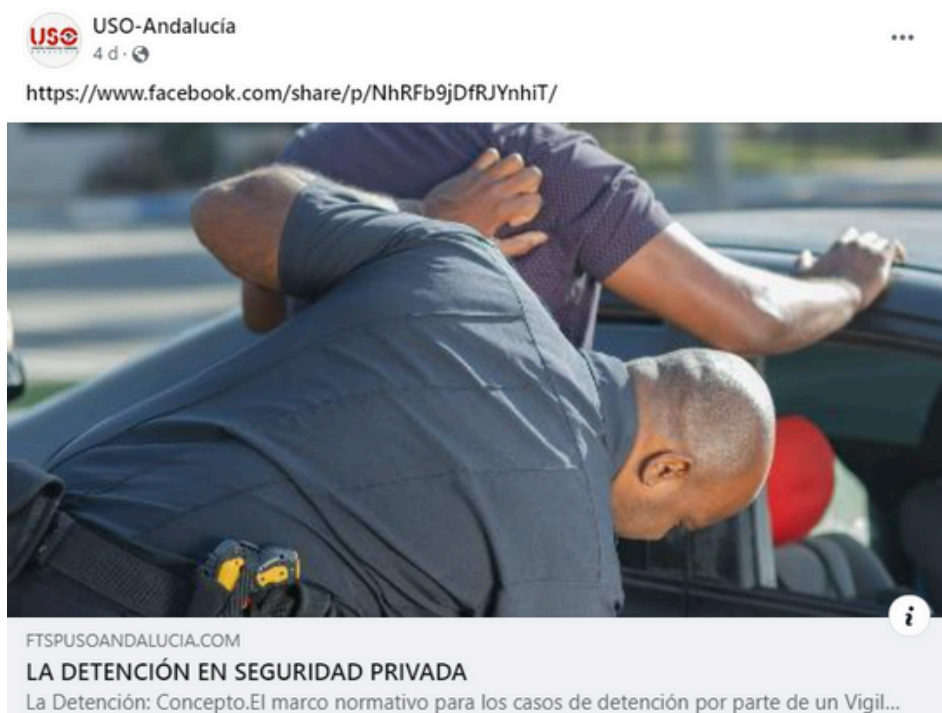 USO
USO-Andalucía
4 d
https://www.facebook.com/share/p/NhRFb9jDfRJYnhiT/
i
FTSPUSOANDALUCIA.COM
LA DETENCIÓN EN SEGURIDAD PRIVADA
La Detención: Concepto.El marco normativo para los casos de detención por parte de un Vigil...